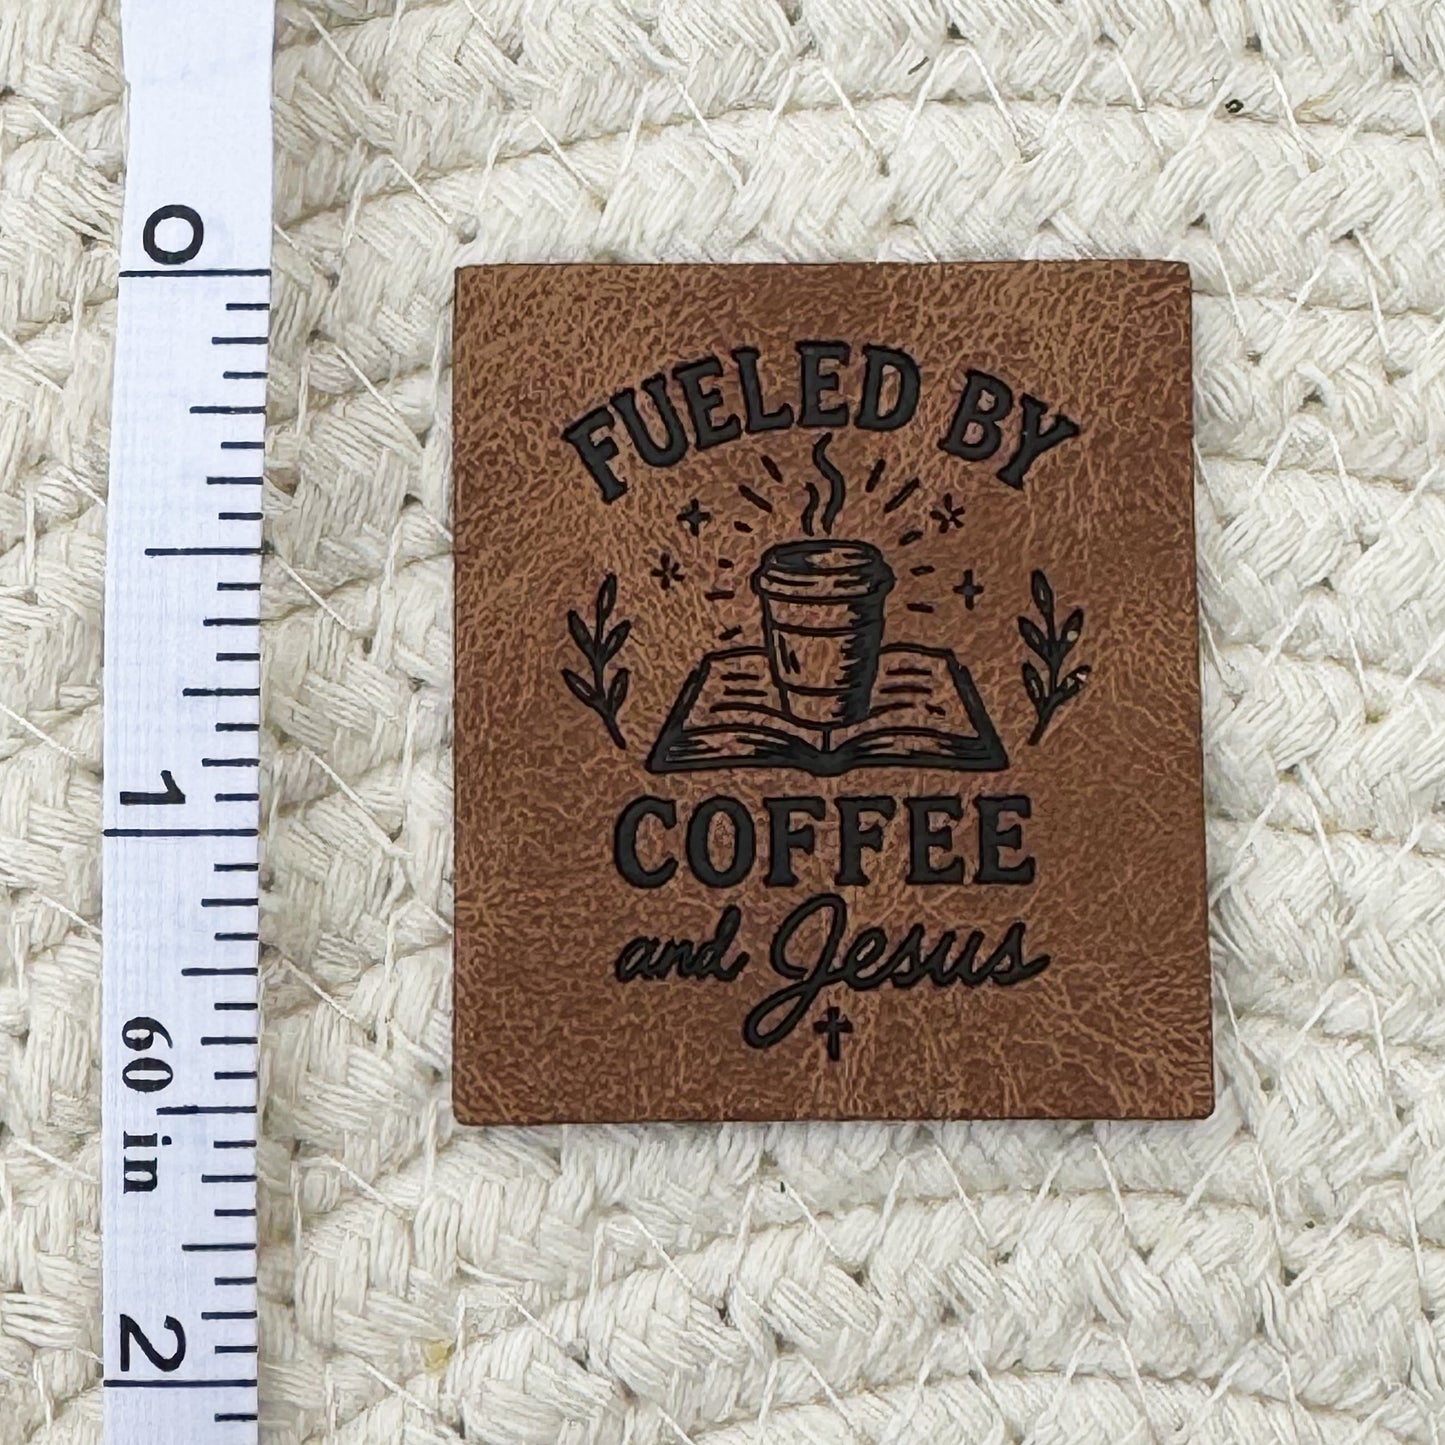 0
1
60 in
2
FUELED BY
COFFEE
and Jesus